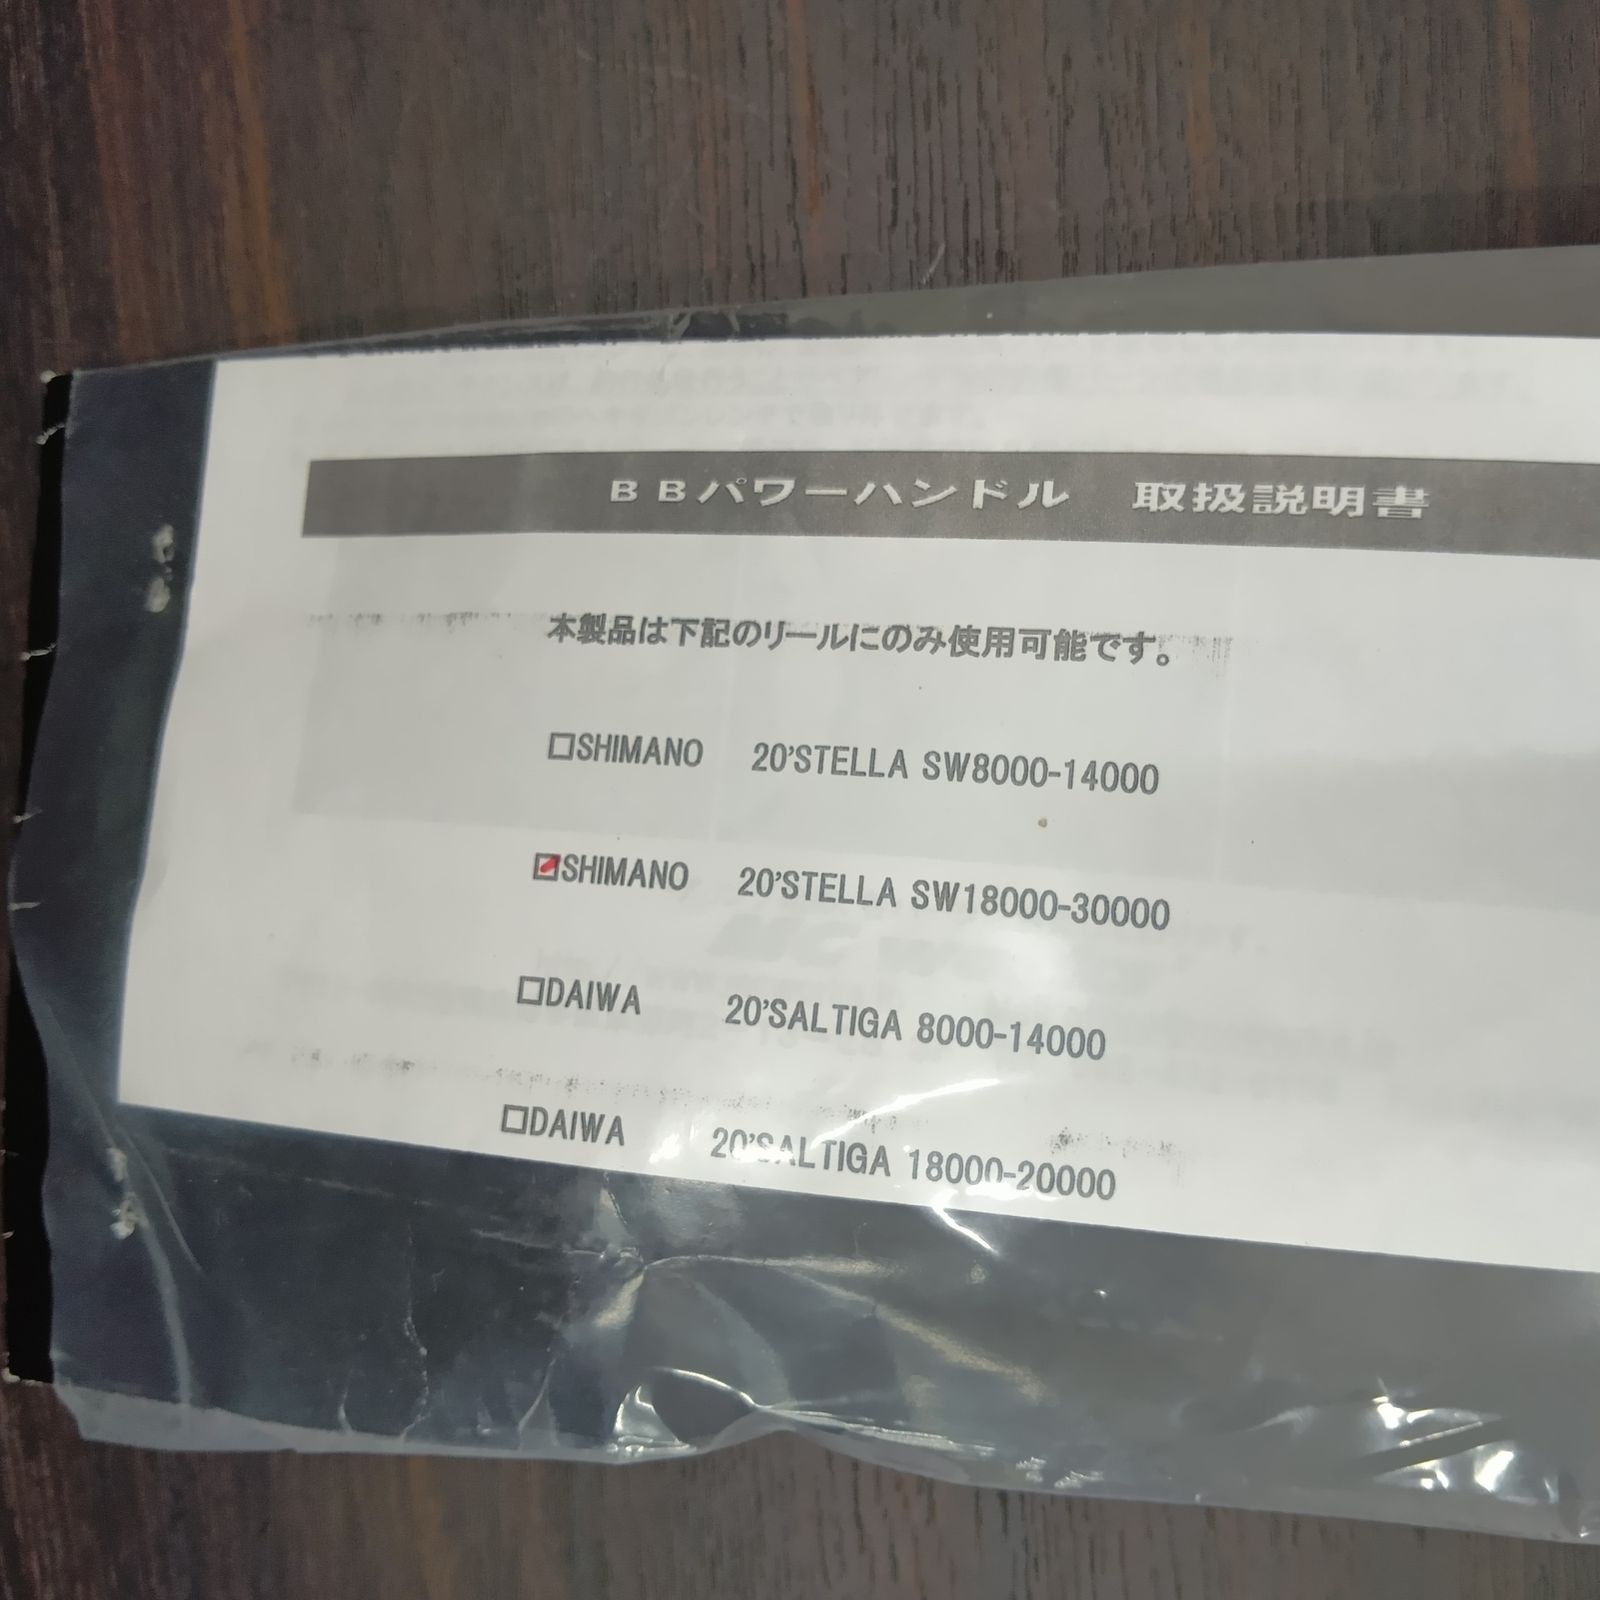 BBパワーハンドル 取扱説明書
本製品は下記のリールにのみ使用可能です。
□SHIMANO 20'STELLA SW8000-14000
☑SHIMANO 20'STELLA SW18000-30000
□DAIWA 20'SALTIGA 8000-14000
□DAIWA 20'SALTIGA 18000-20000